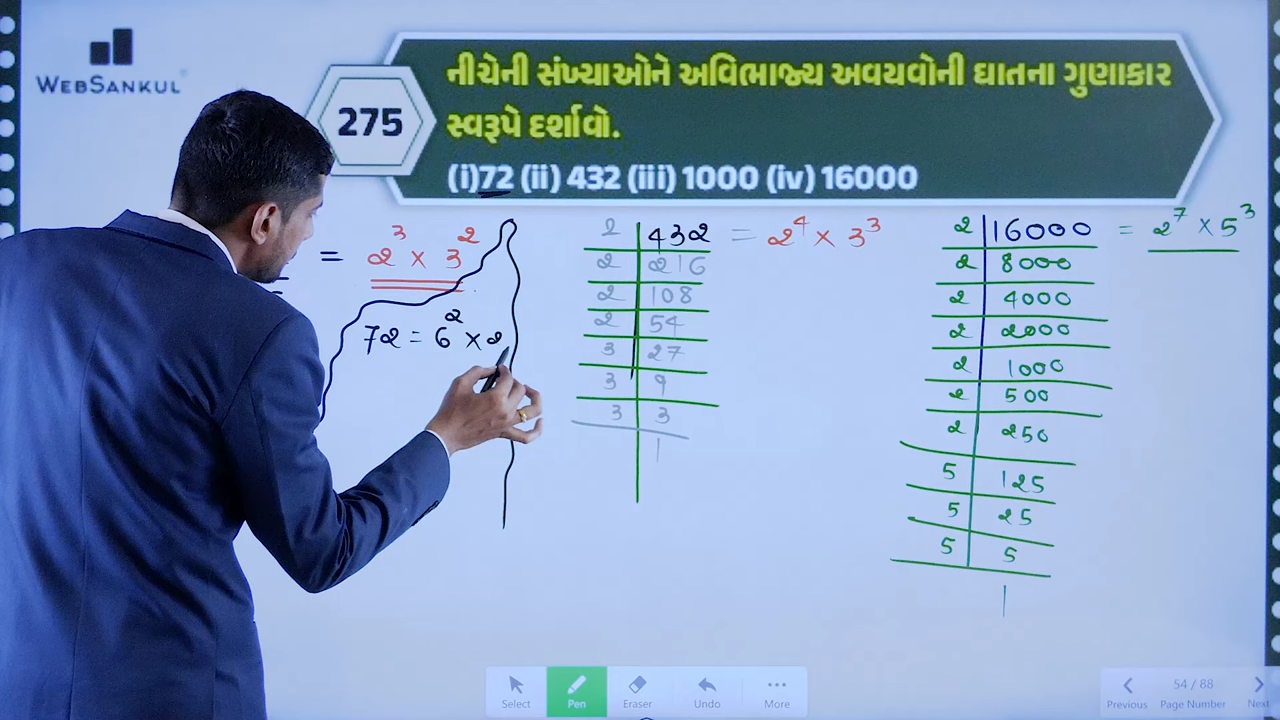 WEBSANKUL
275
નીચેની સંખ્યાઓને અવિભાજ્ય અવયવોની ઘાતના ગુણાકાર
સ્વરૂપે દર્શાવો.
(i)72 (ii) 432 (iii) 1000 (iv) 16000
= 2³ × 3²
72 = 6² × 2
2 | 432 = 2⁴ × 3³
2 | 216
2 | 108
2 | 54
3 | 27
3 | 9
3 | 3
1
2 | 16000 = 2⁷ × 5³
2 | 8000
2 | 4000
2 | 2000
2 | 1000
2 | 500
2 | 250
5 | 125
5 | 25
5 | 5
1
Select Pen Eraser Undo More
54 / 88
Previous Page Number Next